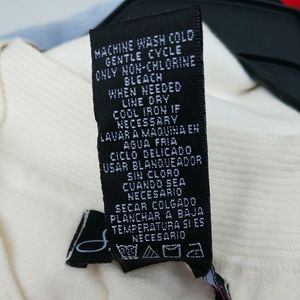 MACHINE WASH COLD
GENTLE CYCLE
ONLY NON-CHLORINE
BLEACH
WHEN NEEDED
LINE DRY
COOL IRON IF
NECESSARY
LAVAR A MAQUINA EN
AGUA FRIA
CICLO DELICADO
USAR BLANQUEADOR
SIN CLORO
CUANDO SEA
NECESARIO
SECAR COLGADO
PLANCHAR A BAJA
TEMPERATURA SI ES
NECESARIO